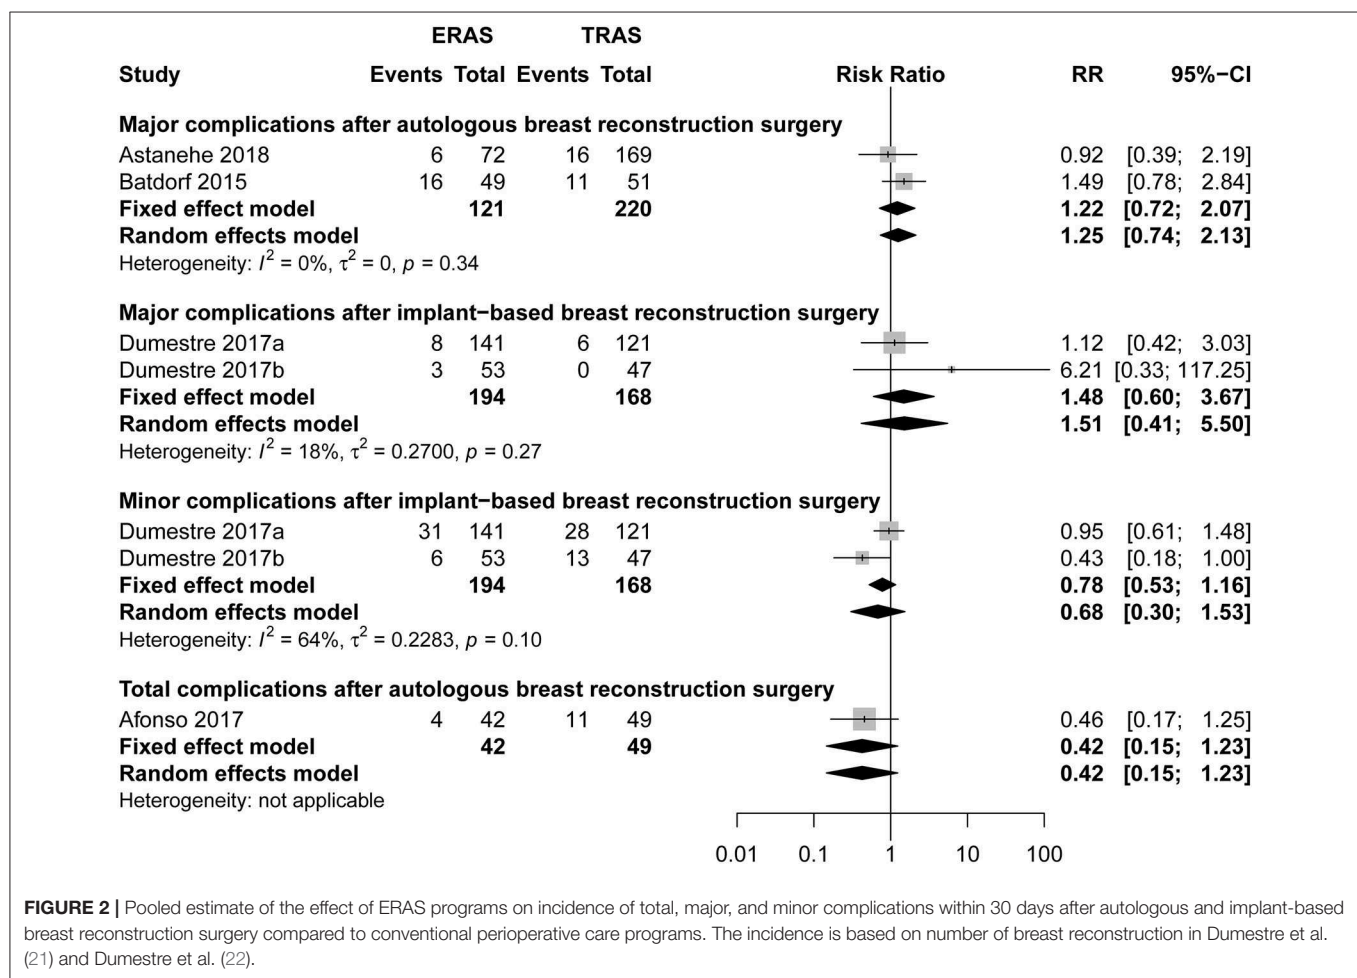 ERAS TRAS
Study Events Total Events Total Risk Ratio RR 95%−CI
Major complications after autologous breast reconstruction surgery
Astanehe 2018 6 72 16 169 0.92 [0.39; 2.19]
Batdorf 2015 16 49 11 51 1.49 [0.78; 2.84]
Fixed effect model 121 220 1.22 [0.72; 2.07]
Random effects model 1.25 [0.74; 2.13]
Heterogeneity: I² = 0%, τ² = 0, p = 0.34
Major complications after implant−based breast reconstruction surgery
Dumestre 2017a 8 141 6 121 1.12 [0.42; 3.03]
Dumestre 2017b 3 53 0 47 6.21 [0.33; 117.25]
Fixed effect model 194 168 1.48 [0.60; 3.67]
Random effects model 1.51 [0.41; 5.50]
Heterogeneity: I² = 18%, τ² = 0.2700, p = 0.27
Minor complications after implant−based breast reconstruction surgery
Dumestre 2017a 31 141 28 121 0.95 [0.61; 1.48]
Dumestre 2017b 6 53 13 47 0.43 [0.18; 1.00]
Fixed effect model 194 168 0.78 [0.53; 1.16]
Random effects model 0.68 [0.30; 1.53]
Heterogeneity: I² = 64%, τ² = 0.2283, p = 0.10
Total complications after autologous breast reconstruction surgery
Afonso 2017 4 42 11 49 0.46 [0.17; 1.25]
Fixed effect model 42 49 0.42 [0.15; 1.23]
Random effects model 0.42 [0.15; 1.23]
Heterogeneity: not applicable
0.01 0.1 1 10 100
FIGURE 2 | Pooled estimate of the effect of ERAS programs on incidence of total, major, and minor complications within 30 days after autologous and implant-based
breast reconstruction surgery compared to conventional perioperative care programs. The incidence is based on number of breast reconstruction in Dumestre et al.
(21) and Dumestre et al. (22).